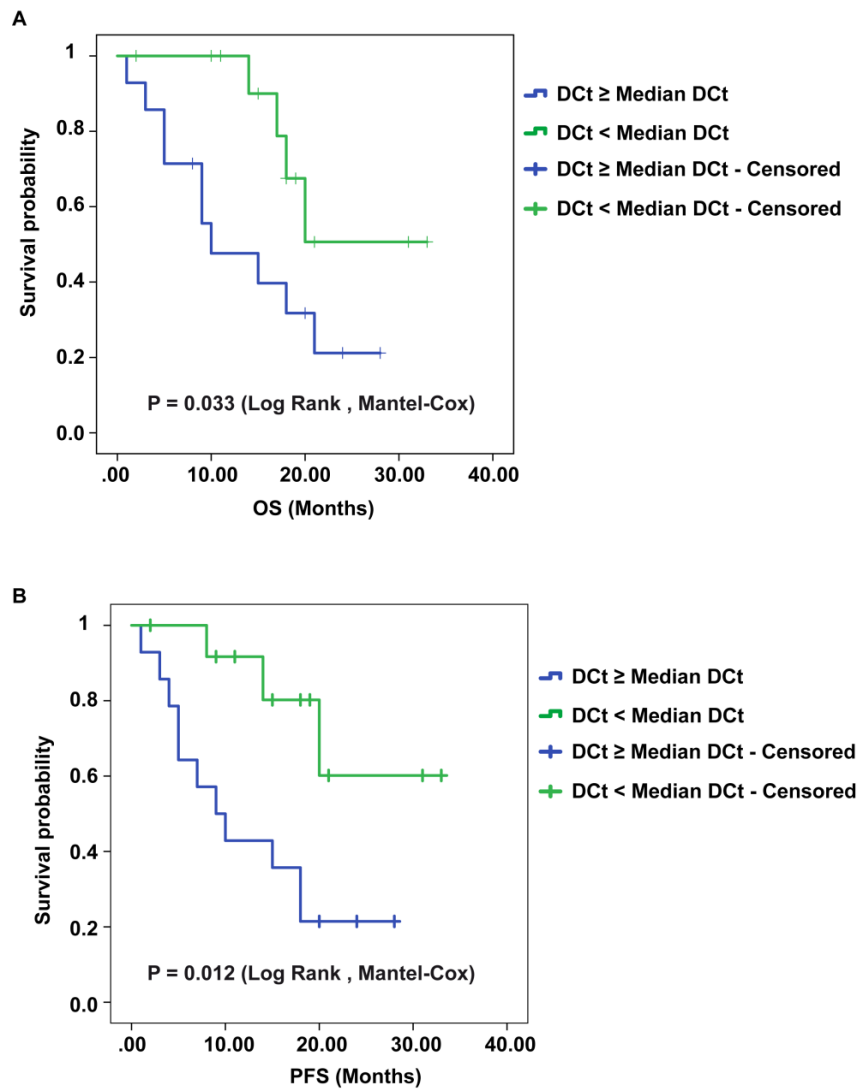 A
Survival probability
1
0.8
0.6
0.4
0.2
0.0
P = 0.033 (Log Rank , Mantel-Cox)
.00 10.00 20.00 30.00 40.00
OS (Months)
DCt ≥ Median DCt
DCt < Median DCt
DCt ≥ Median DCt - Censored
DCt < Median DCt - Censored
B
Survival probability
1
0.8
0.6
0.4
0.2
0.0
P = 0.012 (Log Rank , Mantel-Cox)
.00 10.00 20.00 30.00 40.00
PFS (Months)
DCt ≥ Median DCt
DCt < Median DCt
DCt ≥ Median DCt - Censored
DCt < Median DCt - Censored